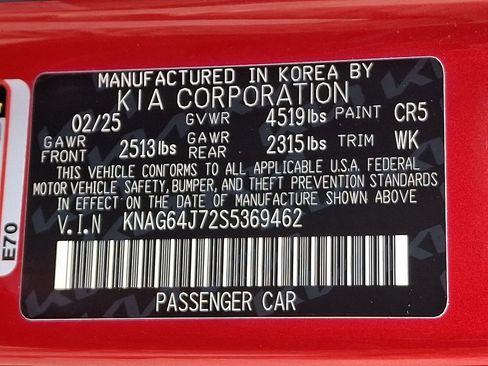 MANUFACTURED IN KOREA BY
KIA CORPORATION
02/25 GVWR 4519lbs PAINT CR5
GAWR FRONT 2513lbs GAWR REAR 2315lbs TRIM WK
THIS VEHICLE CONFORMS TO ALL APPLICABLE U.S.A. FEDERAL
MOTOR VEHICLE SAFETY, BUMPER, AND THEFT PREVENTION STANDARDS
IN EFFECT ON THE DATE OF MANUFACTURE SHOWN ABOVE
V.I.N KNAG64J72S5369462
PASSENGER CAR
E70